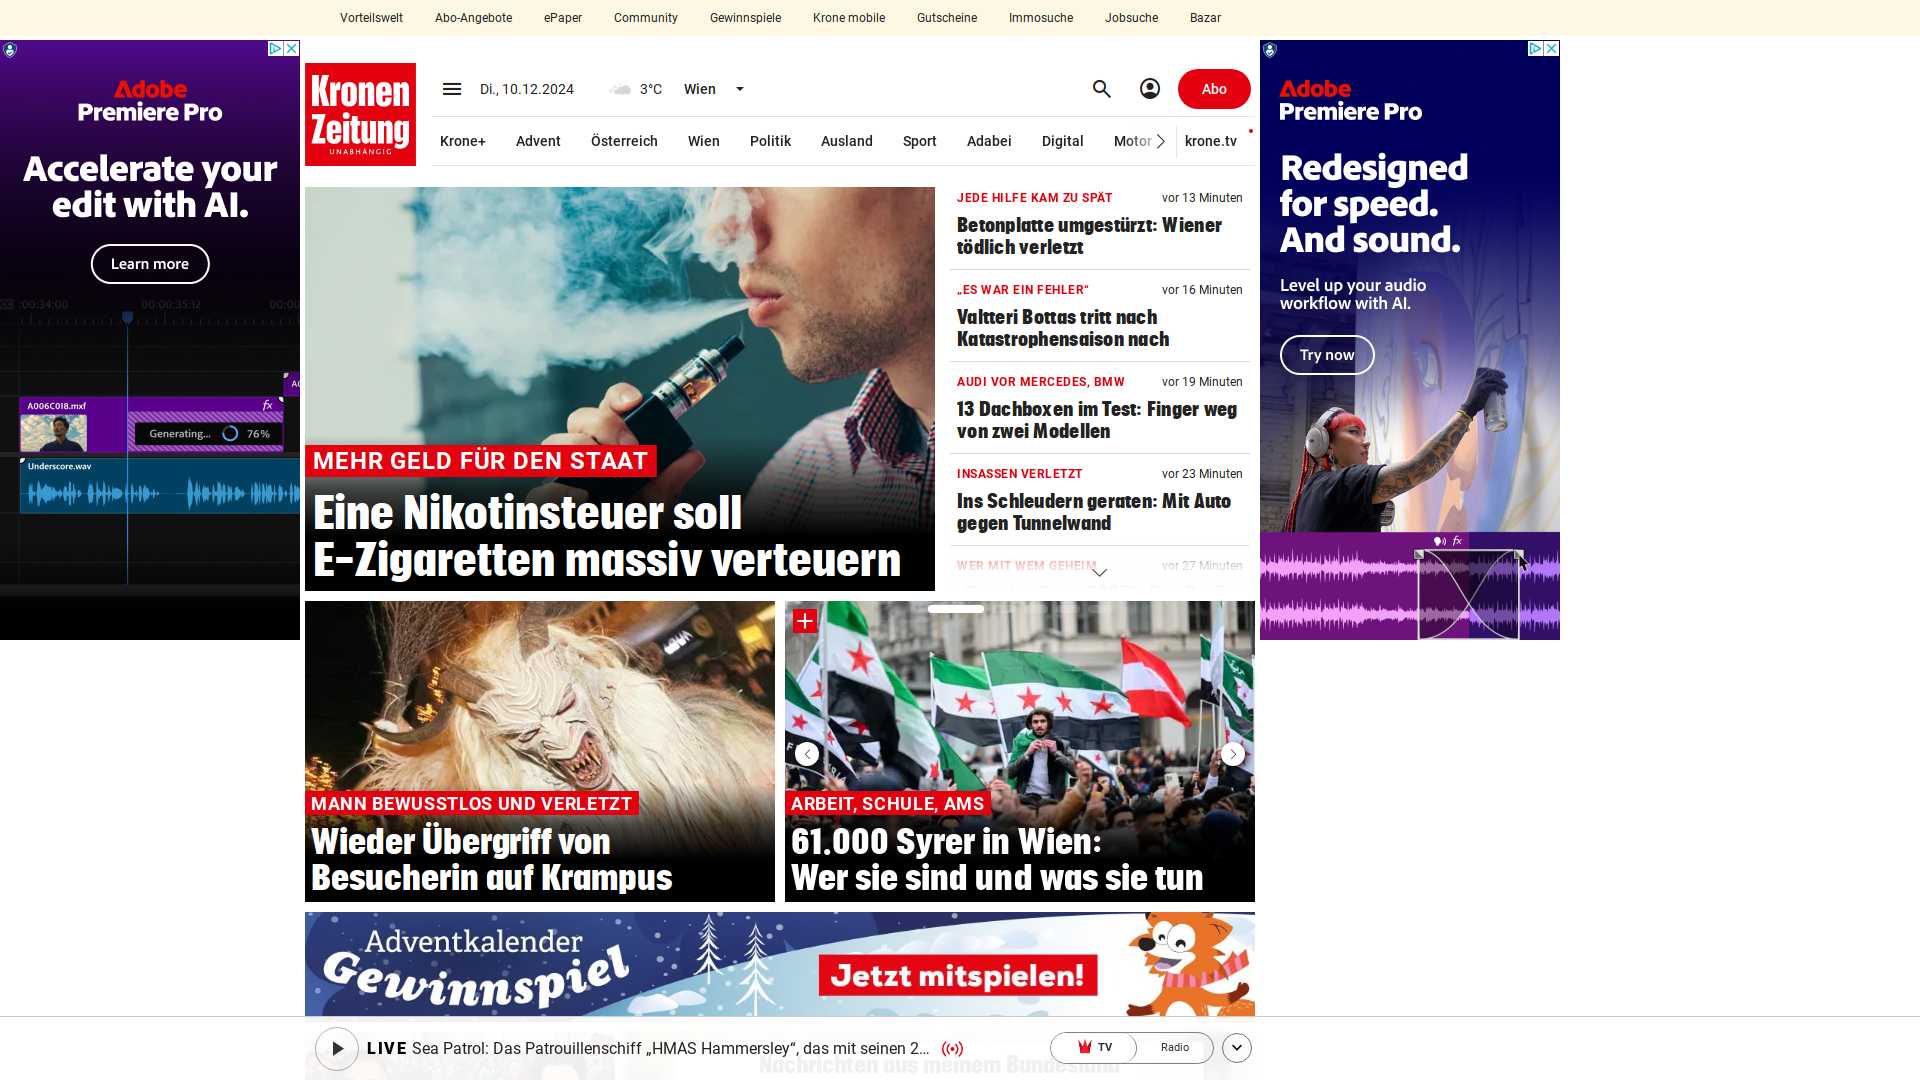 Vorteilswelt
Abo-Angebote
ePaper
Community
Gewinnspiele
Krone mobile
Gutscheine
Immosuche
Jobsuche
Bazar
Adobe
Premiere Pro
Accelerate your
edit with AI.
Learn more
:00:34:00
00:00:35:12
00:00
A006C018.mxf
fx
Generating...
76%
Underscore.wav
Kronen
Zeitung
UNABHÄNGIG
Di., 10.12.2024
3°C
Wien
Abo
Krone+
Advent
Österreich
Wien
Politik
Ausland
Sport
Adabei
Digital
Motor
krone.tv
MEHR GELD FÜR DEN STAAT
Eine Nikotinsteuer soll
E-Zigaretten massiv verteuern
JEDE HILFE KAM ZU SPÄT
vor 13 Minuten
Betonplatte umgestürzt: Wiener
tödlich verletzt
„ES WAR EIN FEHLER“
vor 16 Minuten
Valtteri Bottas tritt nach
Katastrophensaison nach
AUDI VOR MERCEDES, BMW
vor 19 Minuten
13 Dachboxen im Test: Finger weg
von zwei Modellen
INSASSEN VERLETZT
vor 23 Minuten
Ins Schleudern geraten: Mit Auto
gegen Tunnelwand
WER MIT WEM GEHEIM
vor 27 Minuten
MANN BEWUSSTLOS UND VERLETZT
Wieder Übergriff von
Besucherin auf Krampus
ARBEIT, SCHULE, AMS
61.000 Syrer in Wien:
Wer sie sind und was sie tun
Adventkalender
Gewinnspiel
Jetzt mitspielen!
LIVE Sea Patrol: Das Patrouillenschiff „HMAS Hammersley“, das mit seinen 2...
TV
Radio
Nachrichten aus meinem Bundesland
Adobe
Premiere Pro
Redesigned
for speed.
And sound.
Level up your audio
workflow with AI.
Try now
fx